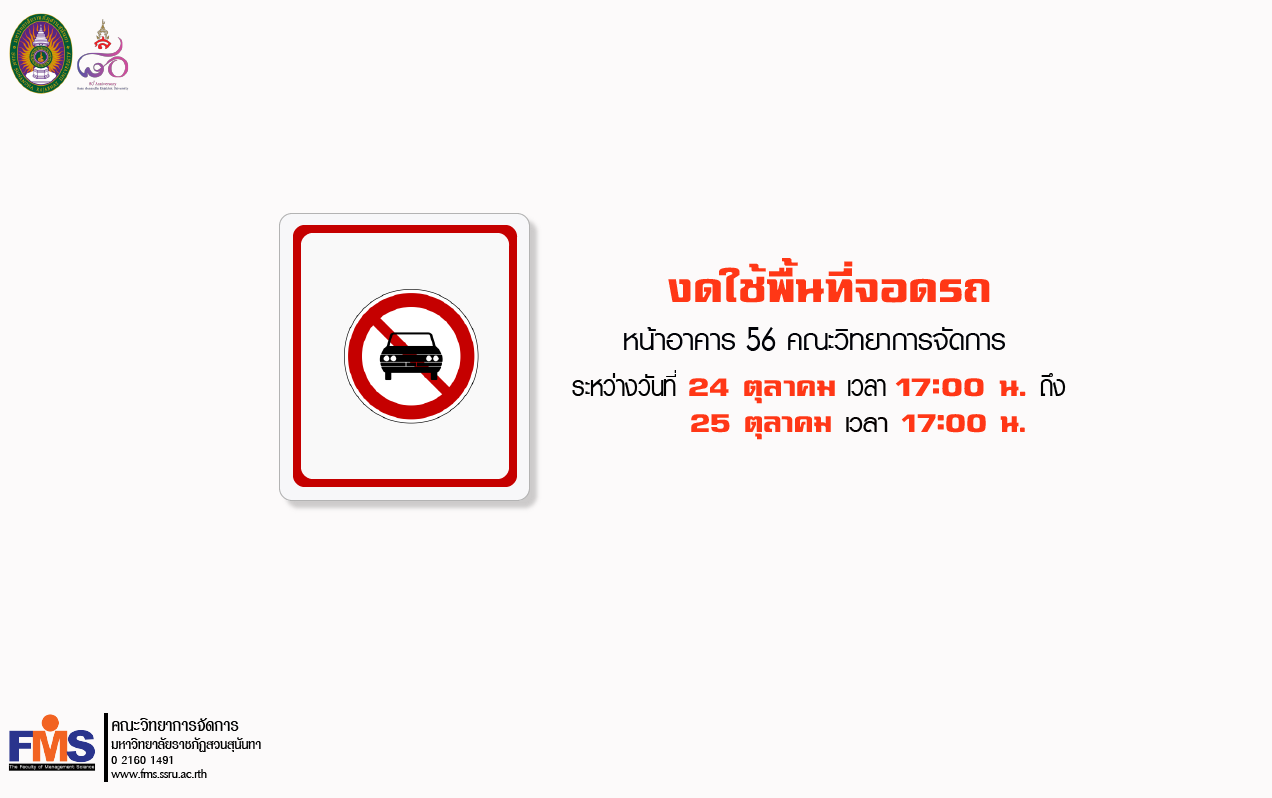 งดใช้พื้นที่จอดรถ
หน้าอาคาร 56 คณะวิทยาการจัดการ
ระหว่างวันที่ 24 ตุลาคม เวลา 17:00 น. ถึง
25 ตุลาคม เวลา 17:00 น.
FMS
The Faculty of Management Science
คณะวิทยาการจัดการ
มหาวิทยาลัยราชภัฏสวนสุนันทา
0 2160 1491
www.fms.ssru.ac.rth